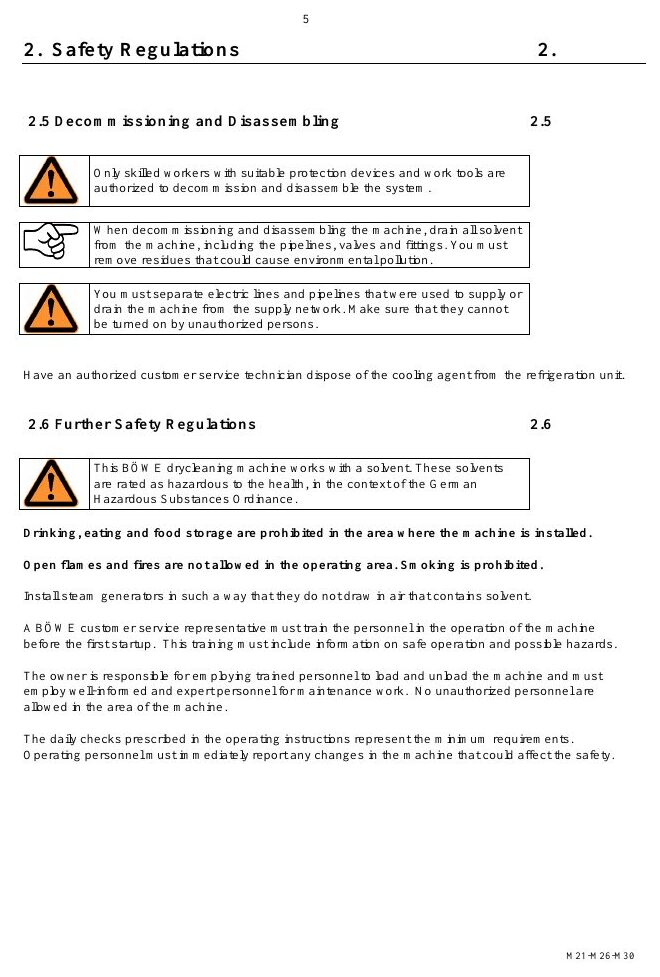 5
2. Safety Regulations 2.
2.5 Decommissioning and Disassembling 2.5
Only skilled workers with suitable protection devices and work tools are
authorized to decommission and disassemble the system.
When decommissioning and disassembling the machine, drain all solvent
from the machine, including the pipelines, valves and fittings. You must
remove residues that could cause environmental pollution.
You must separate electric lines and pipelines that were used to supply or
drain the machine from the supply network. Make sure that they cannot
be turned on by unauthorized persons.
Have an authorized customer service technician dispose of the cooling agent from the refrigeration unit.
2.6 Further Safety Regulations 2.6
This BÖWE drycleaning machine works with a solvent. These solvents
are rated as hazardous to the health, in the context of the German
Hazardous Substances Ordinance.
Drinking, eating and food storage are prohibited in the area where the machine is installed.
Open flames and fires are not allowed in the operating area. Smoking is prohibited.
Install steam generators in such a way that they do not draw in air that contains solvent.
A BÖWE customer service representative must train the personnel in the operation of the machine
before the first startup. This training must include information on safe operation and possible hazards.
The owner is responsible for employing trained personnel to load and unload the machine and must
employ well-informed and expert personnel for maintenance work. No unauthorized personnel are
allowed in the area of the machine.
The daily checks prescribed in the operating instructions represent the minimum requirements.
Operating personnel must immediately report any changes in the machine that could affect the safety.
M21-M26-M30